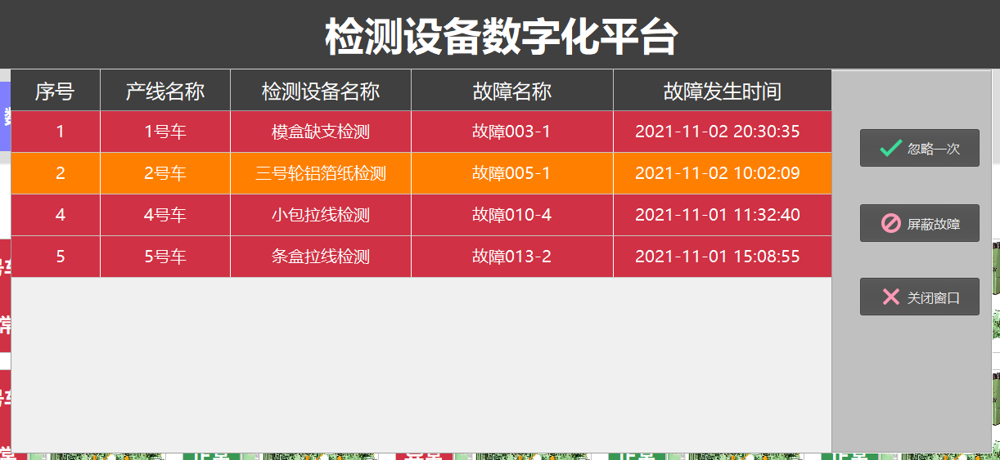 检测设备数字化平台
序号 产线名称 检测设备名称 故障名称 故障发生时间
1 1号车 模盒缺支检测 故障003-1 2021-11-02 20:30:35
2 2号车 三号轮铝箔纸检测 故障005-1 2021-11-02 10:02:09
4 4号车 小包拉线检测 故障010-4 2021-11-01 11:32:40
5 5号车 条盒拉线检测 故障013-2 2021-11-01 15:08:55
忽略一次
屏蔽故障
关闭窗口